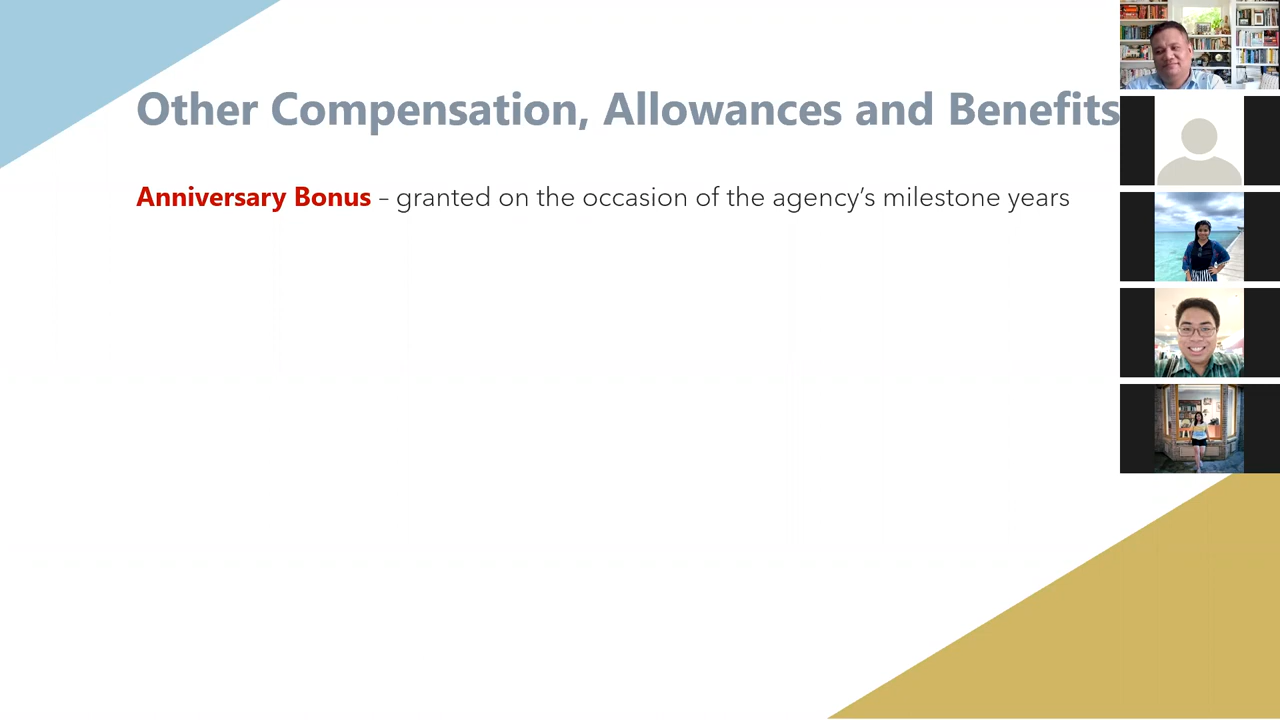 Other Compensation, Allowances and Benefits
Anniversary Bonus – granted on the occasion of the agency’s milestone years